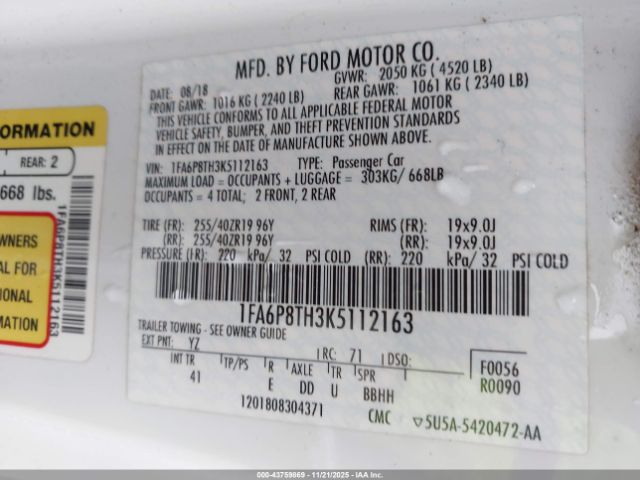 MFD. BY FORD MOTOR CO.
DATE: 08/18
GVWR: 2050 KG ( 4520 LB)
FRONT GAWR: 1016 KG ( 2240 LB)
REAR GAWR: 1061 KG ( 2340 LB)
THIS VEHICLE CONFORMS TO ALL APPLICABLE FEDERAL MOTOR
VEHICLE SAFETY, BUMPER, AND THEFT PREVENTION STANDARDS
IN EFFECT ON THE DATE OF MANUFACTURE SHOWN ABOVE.
VIN: 1FA6P8TH3K5112163 TYPE: Passenger Car
MAXIMUM LOAD = OCCUPANTS + LUGGAGE = 303KG/ 668LB
OCCUPANTS = 4 TOTAL; 2 FRONT, 2 REAR
TIRE (FR): 255/40ZR19 96Y RIMS (FR): 19x9.0J
(RR): 255/40ZR19 96Y (RR): 19x9.0J
PRESSURE (FR): 220 kPa/ 32 PSI COLD (RR): 220 kPa/ 32 PSI COLD
1FA6P8TH3K5112163
TRAILER TOWING - SEE OWNER GUIDE
EXT PNT: YZ RC: 71 DSO: F0056
INT TR TP/PS R AXLE TR SPR R0090
41 E DD U BBHH
1201808304371 CMC 5U5A-5420472-AA
ORMATION
REAR: 2
668 lbs.
WNERS
AL FOR
IONAL
MATION
1FA6P8TH3K5112163
000-43759869 - 11/21/2025 - IAAI.COM